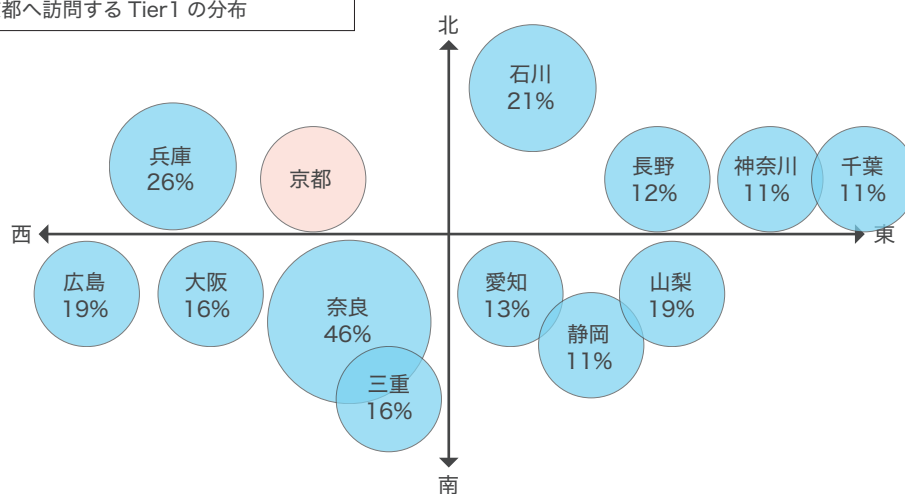 都へ訪問する Tier1 の分布
北
石川
21%
兵庫
26%
京都
長野
12%
神奈川
11%
千葉
11%
西
東
広島
19%
大阪
16%
奈良
46%
愛知
13%
山梨
19%
静岡
11%
三重
16%
南